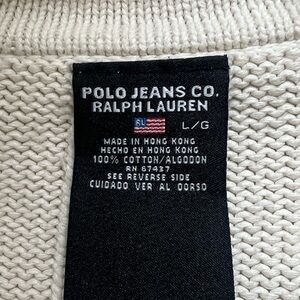 POLO JEANS CO.
RALPH LAUREN
RL
L/G
MADE IN HONG KONG
HECHO EN HONG KONG
100% COTTON/ALGODON
RN 67437
SEE REVERSE SIDE
CUIDADO VER AL DORSO